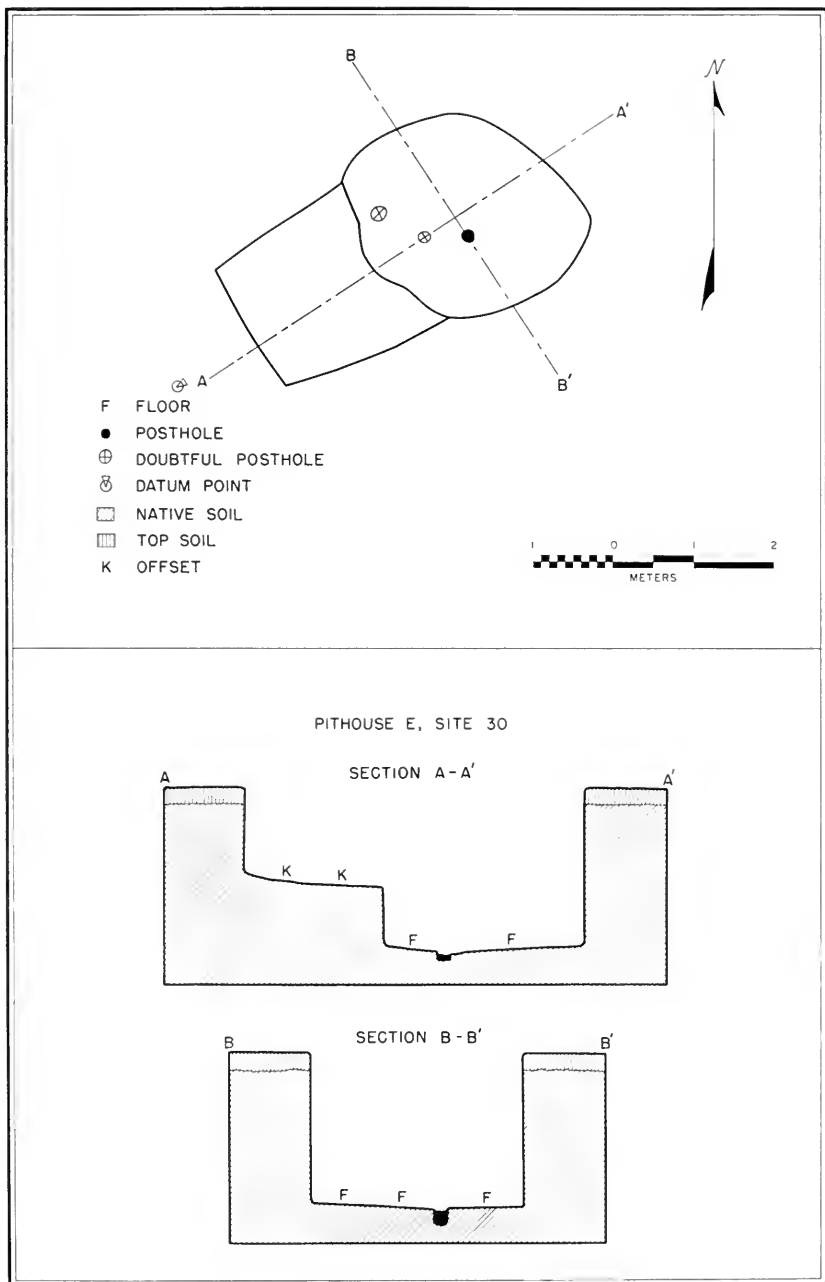 B
N
A'
A
B'
F FLOOR
POSTHOLE
DOUBTFUL POSTHOLE
DATUM POINT
NATIVE SOIL
TOP SOIL
K OFFSET
1 0 1 2
METERS
PITHOUSE E, SITE 30
SECTION A-A'
A A'
K K
F F
SECTION B-B'
B B'
F F F